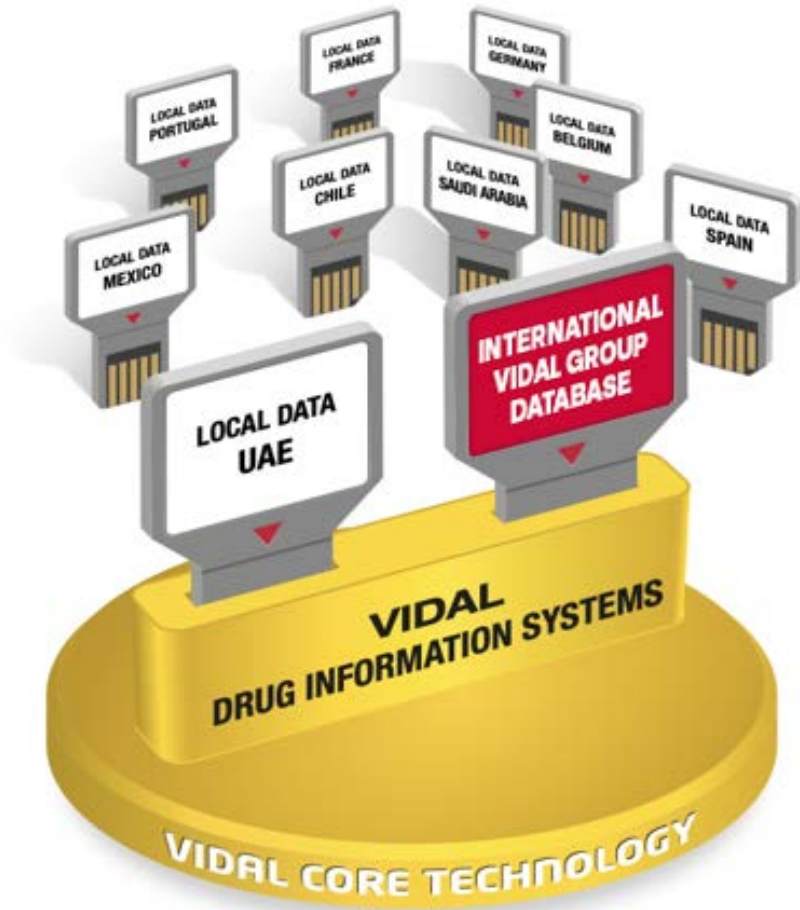 LOCAL DATA
FRANCE
LOCAL DATA
GERMANY
LOCAL DATA
PORTUGAL
LOCAL DATA
BELGIUM
LOCAL DATA
CHILE
LOCAL DATA
SAUDI ARABIA
LOCAL DATA
SPAIN
LOCAL DATA
MEXICO
INTERNATIONAL
VIDAL GROUP
DATABASE
LOCAL DATA
UAE
VIDAL
DRUG INFORMATION SYSTEMS
VIDAL CORE TECHNOLOGY